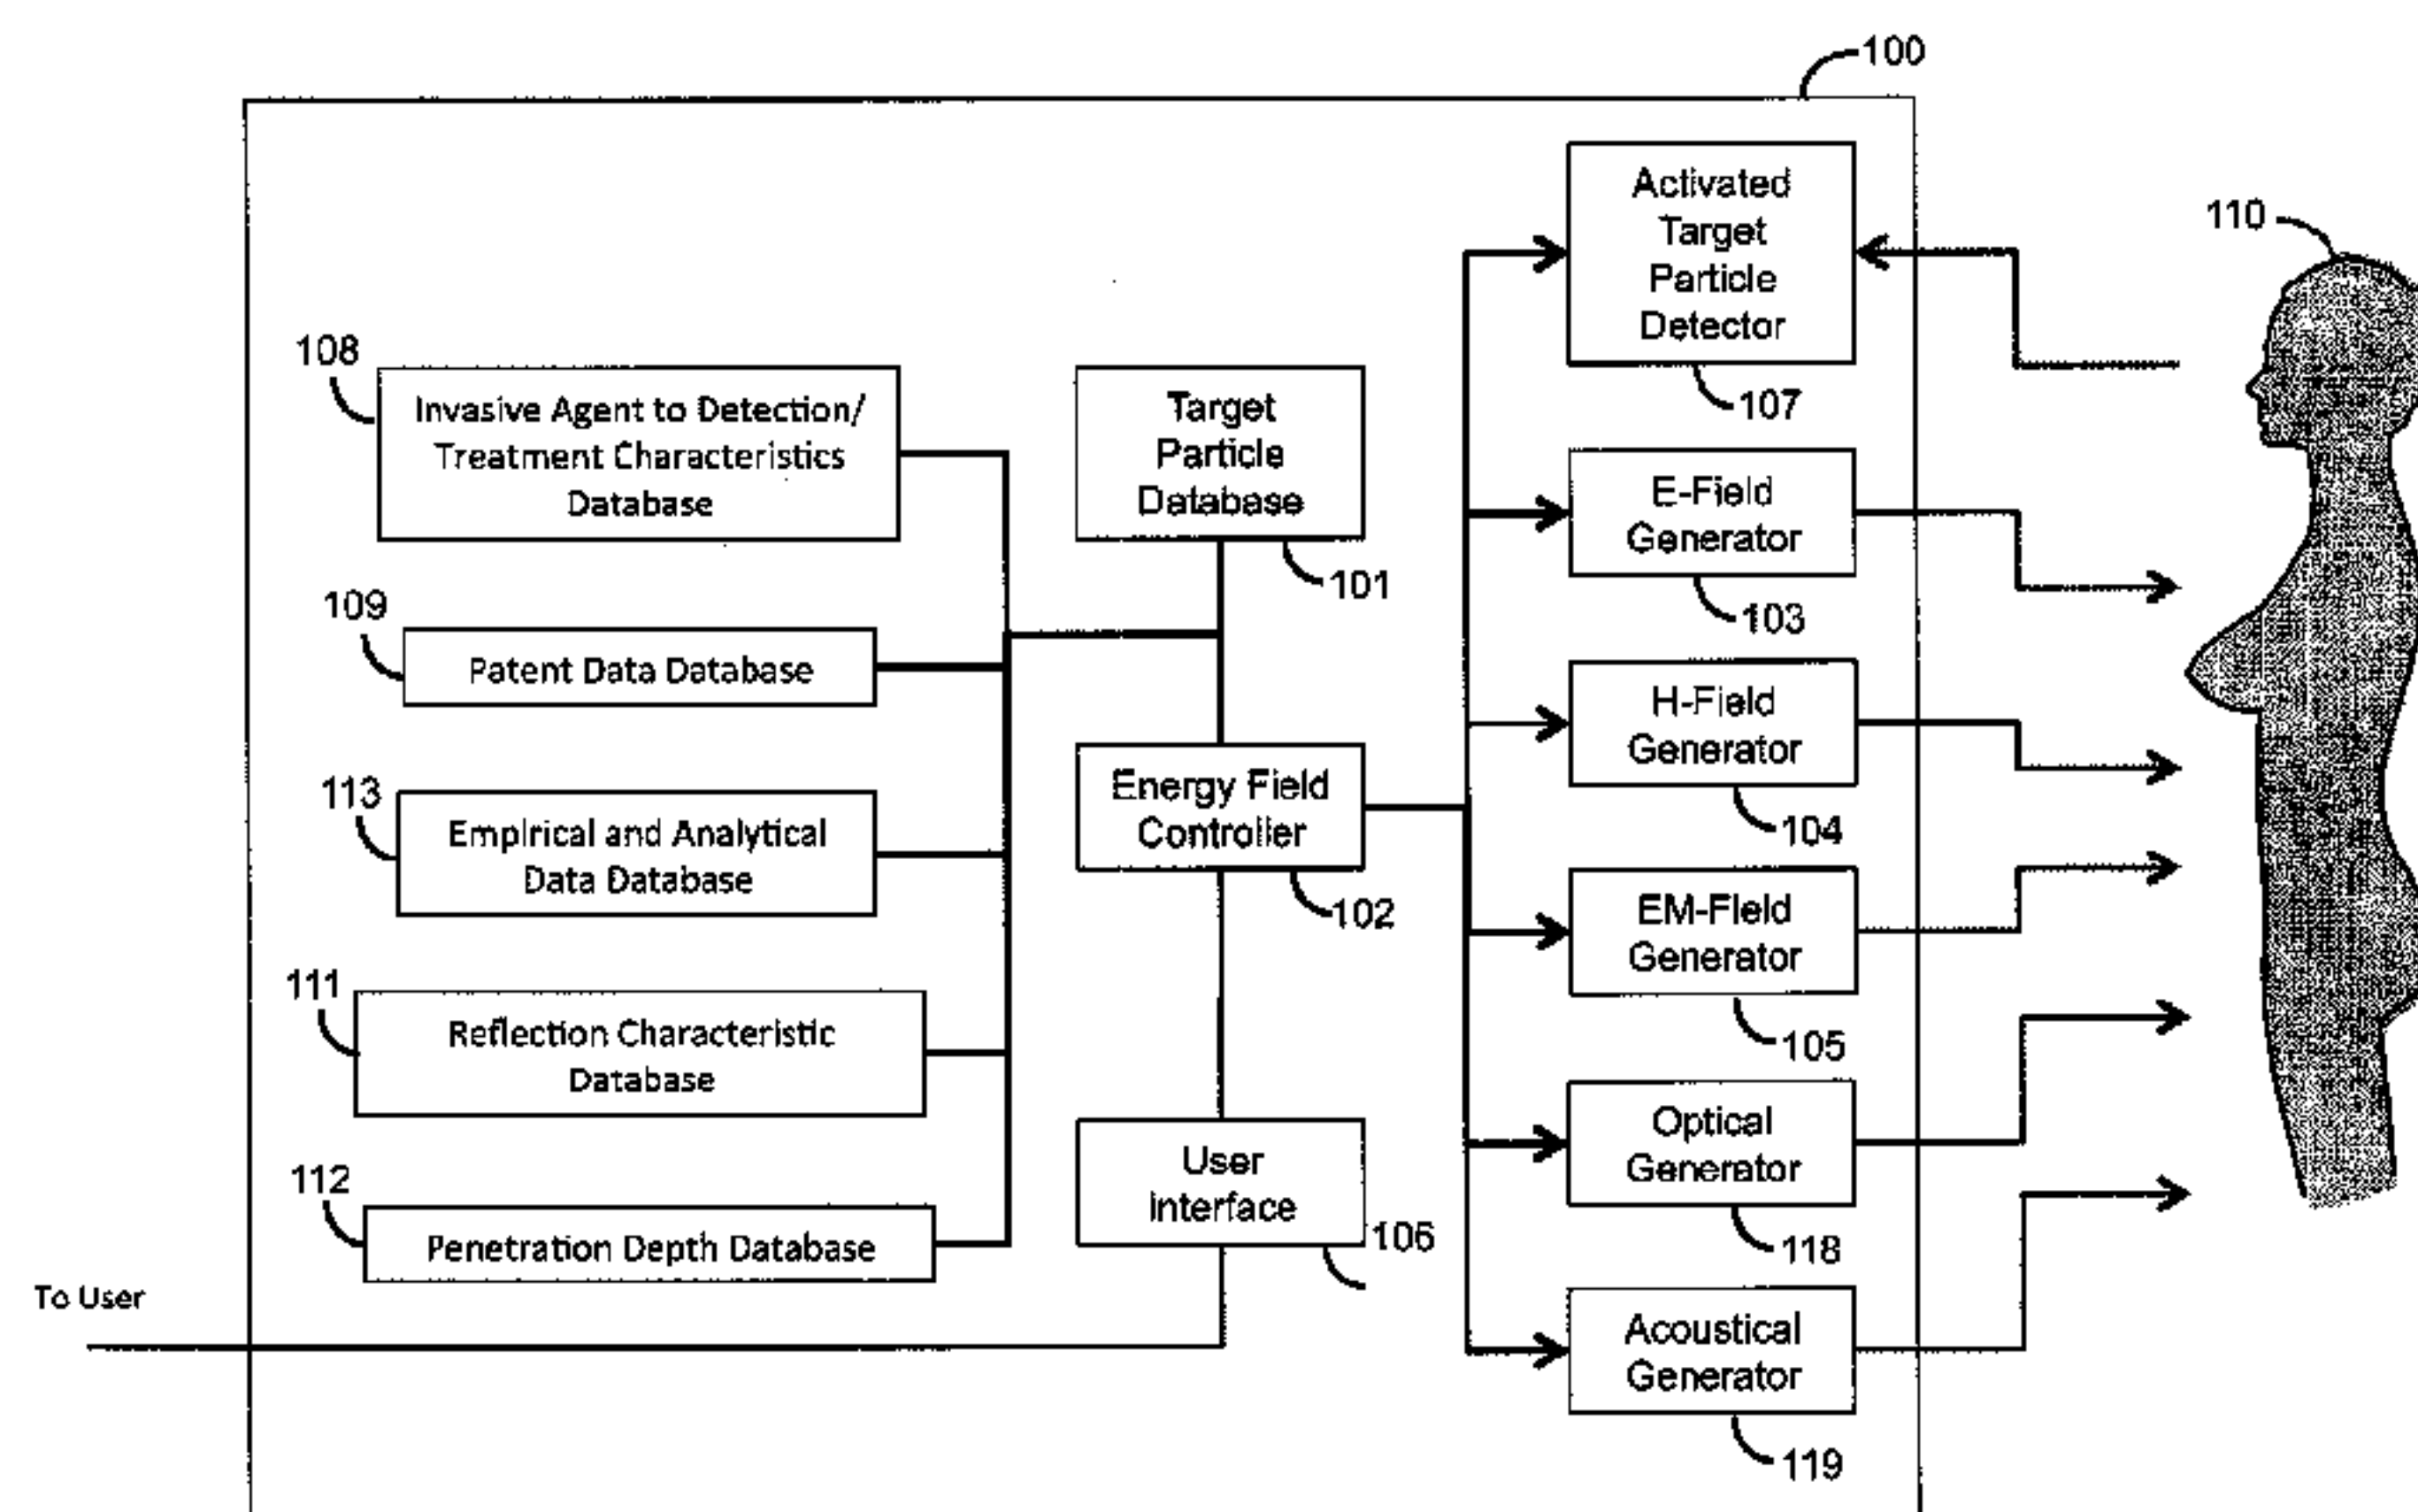 100
Activated
Target
Particle
Detector
107
110
108
Invasive Agent to Detection/
Treatment Characteristics
Database
Target
Particle
Database
101
E-Field
Generator
103
109
Patent Data Database
H-Field
Generator
104
113
Empirical and Analytical
Data Database
Energy Field
Controller
102
EM-Field
Generator
105
111
Reflection Characteristic
Database
Optical
Generator
118
112
Penetration Depth Database
User
Interface
106
To User
Acoustical
Generator
119